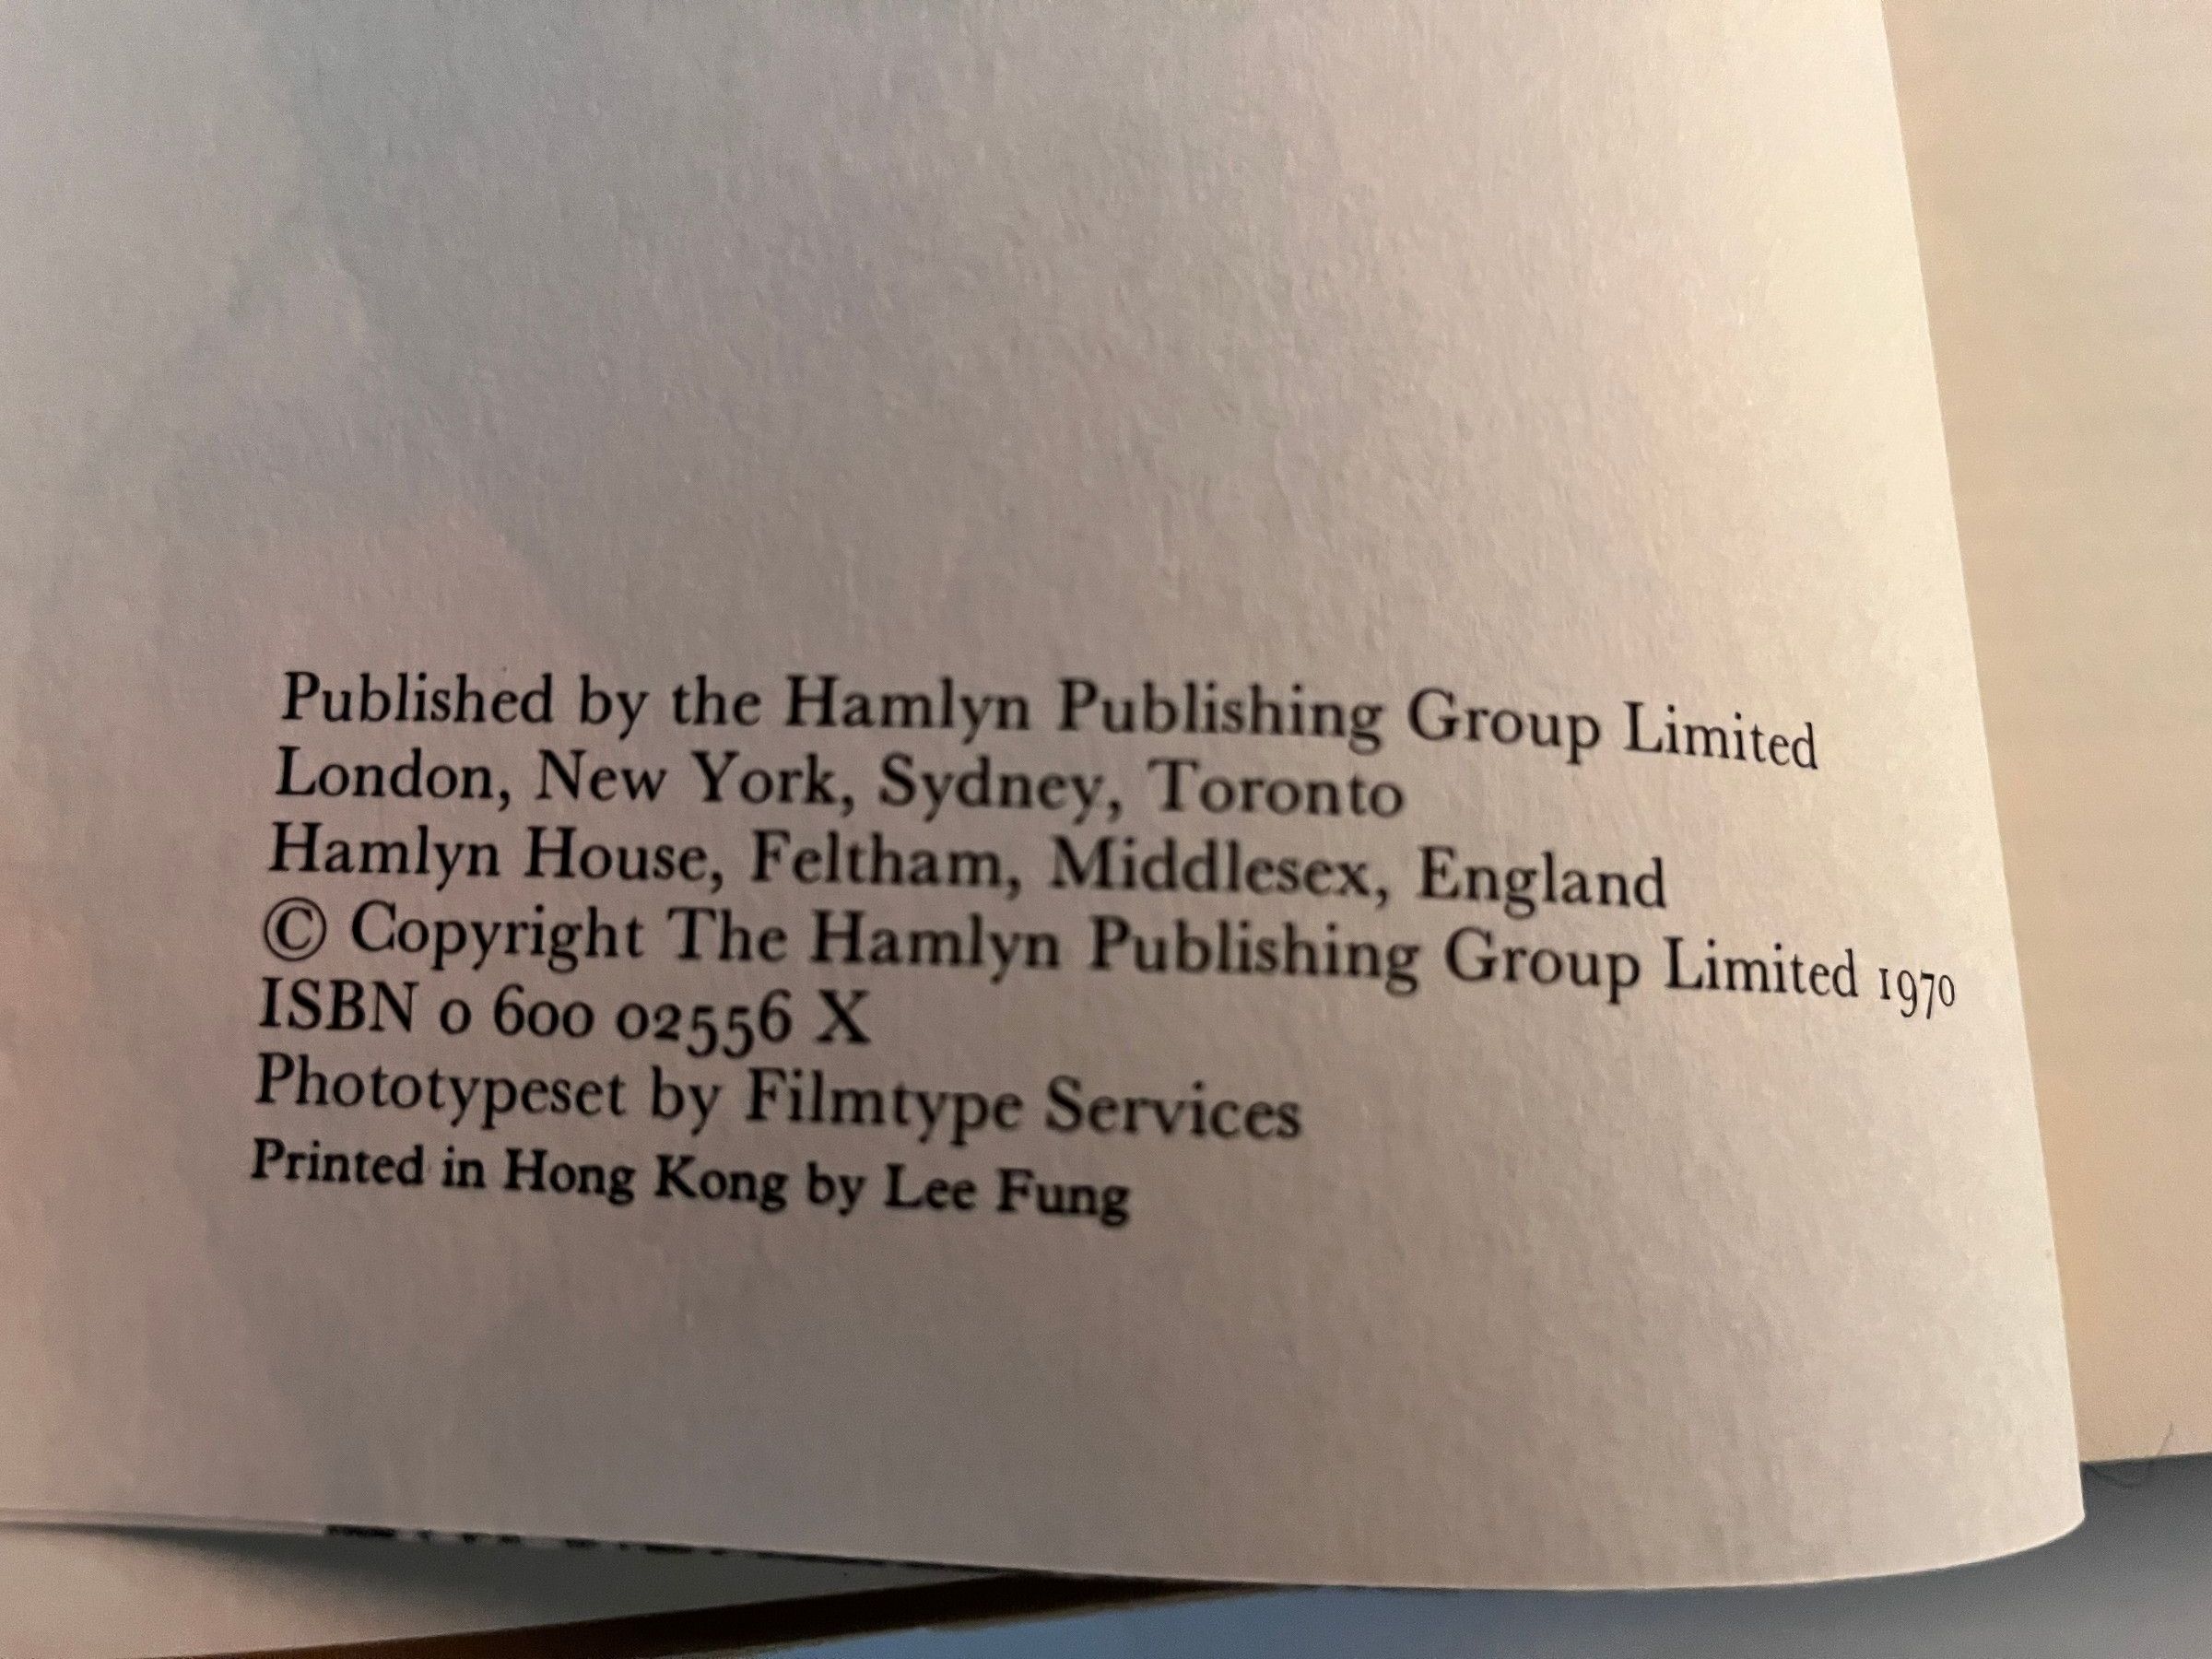 Published by the Hamlyn Publishing Group Limited
London, New York, Sydney, Toronto
Hamlyn House, Feltham, Middlesex, England
© Copyright The Hamlyn Publishing Group Limited 1970
ISBN 0 600 02556 X
Phototypeset by Filmtype Services
Printed in Hong Kong by Lee Fung